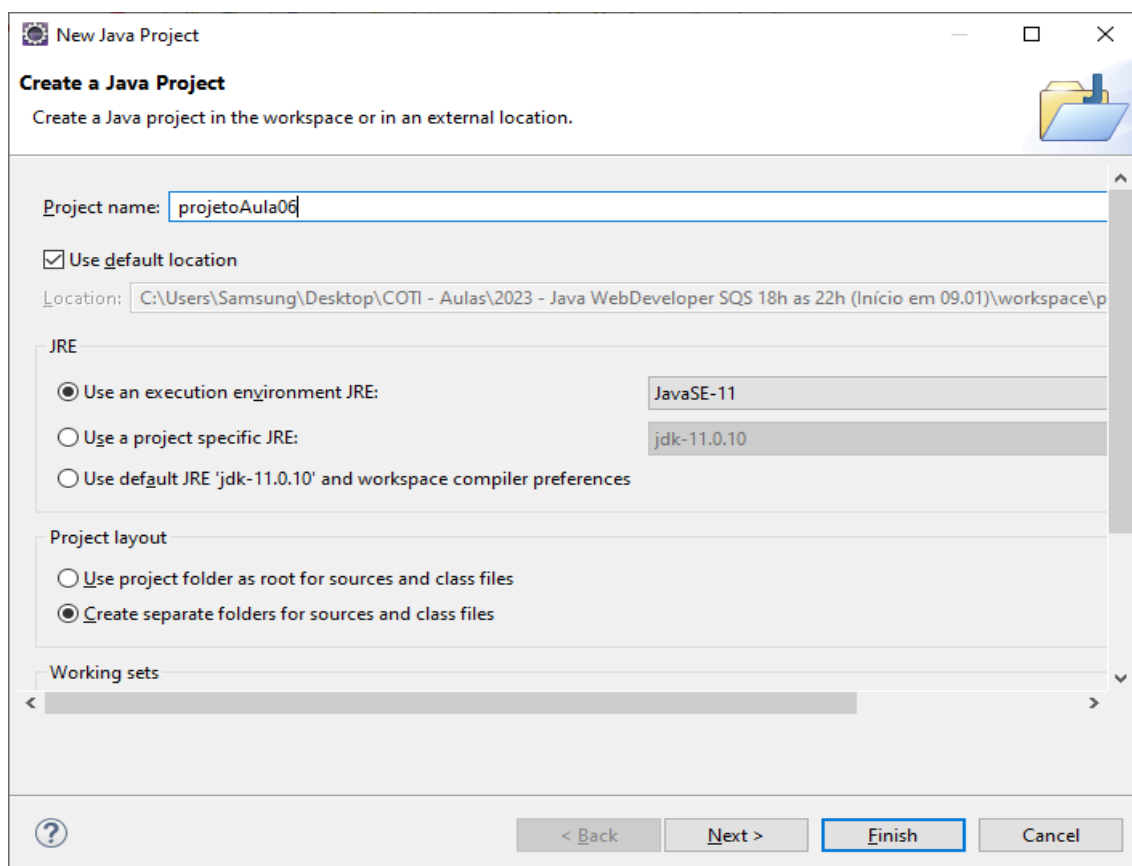 New Java Project
Create a Java Project
Create a Java project in the workspace or in an external location.
Project name: projetoAula06
Use default location
Location: C:\Users\Samsung\Desktop\COTI - Aulas\2023 - Java WebDeveloper SQS 18h as 22h (Início em 09.01)\workspace\p
JRE
Use an execution environment JRE: JavaSE-11
Use a project specific JRE: jdk-11.0.10
Use default JRE 'jdk-11.0.10' and workspace compiler preferences
Project layout
Use project folder as root for sources and class files
Create separate folders for sources and class files
Working sets
? < Back Next > Finish Cancel